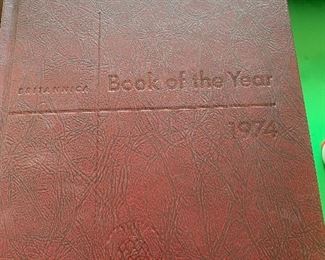 BRITANNICA
Book of the Year
1974